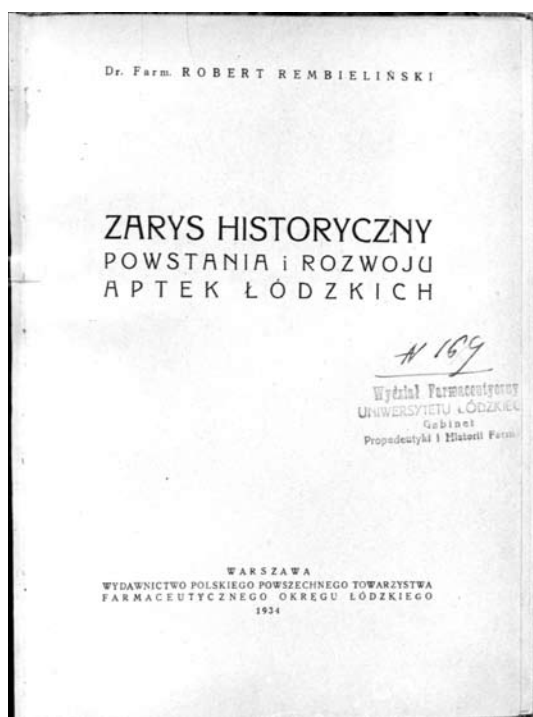 Dr. Farm. ROBERT REMBIELIŃSKI
ZARYS HISTORYCZNY
POWSTANIA i ROZWOJU
APTEK ŁÓDZKICH
N 169
Wydział Farmaceutyczny
UNIWERSYTETU ŁÓDZKIEG
Gabinet
Propedeutyki i Historii Farm
WARSZAWA
WYDAWNICTWO POLSKIEGO POWSZECHNEGO TOWARZYSTWA
FARMACEUTYCZNEGO OKRĘGU ŁÓDZKIEGO
1934